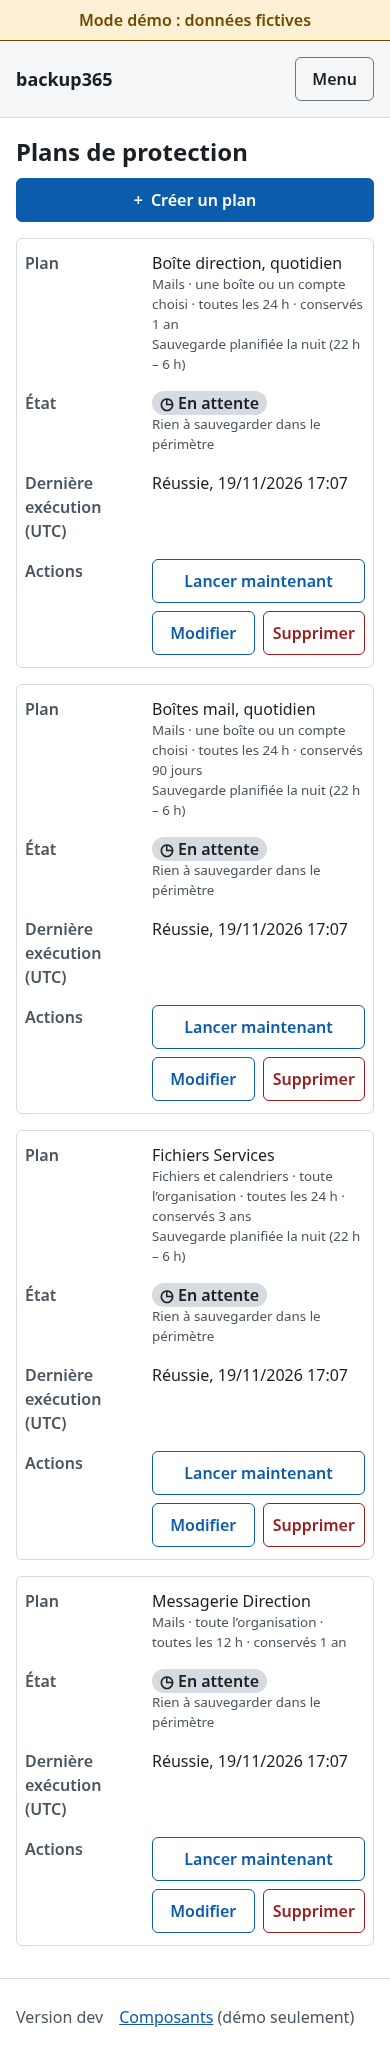 Mode démo : données fictives
backup365
Menu
Plans de protection
+ Créer un plan
Plan
Boîte direction, quotidien
Mails · une boîte ou un compte
choisi · toutes les 24 h · conservés
1 an
Sauvegarde planifiée la nuit (22 h
– 6 h)
État
◷ En attente
Rien à sauvegarder dans le
périmètre
Dernière
exécution
(UTC)
Réussie, 19/11/2026 17:07
Actions
Lancer maintenant
Modifier
Supprimer
Plan
Boîtes mail, quotidien
Mails · une boîte ou un compte
choisi · toutes les 24 h · conservés
90 jours
Sauvegarde planifiée la nuit (22 h
– 6 h)
État
◷ En attente
Rien à sauvegarder dans le
périmètre
Dernière
exécution
(UTC)
Réussie, 19/11/2026 17:07
Actions
Lancer maintenant
Modifier
Supprimer
Plan
Fichiers Services
Fichiers et calendriers · toute
l’organisation · toutes les 24 h ·
conservés 3 ans
Sauvegarde planifiée la nuit (22 h
– 6 h)
État
◷ En attente
Rien à sauvegarder dans le
périmètre
Dernière
exécution
(UTC)
Réussie, 19/11/2026 17:07
Actions
Lancer maintenant
Modifier
Supprimer
Plan
Messagerie Direction
Mails · toute l’organisation ·
toutes les 12 h · conservés 1 an
État
◷ En attente
Rien à sauvegarder dans le
périmètre
Dernière
exécution
(UTC)
Réussie, 19/11/2026 17:07
Actions
Lancer maintenant
Modifier
Supprimer
Version dev Composants (démo seulement)